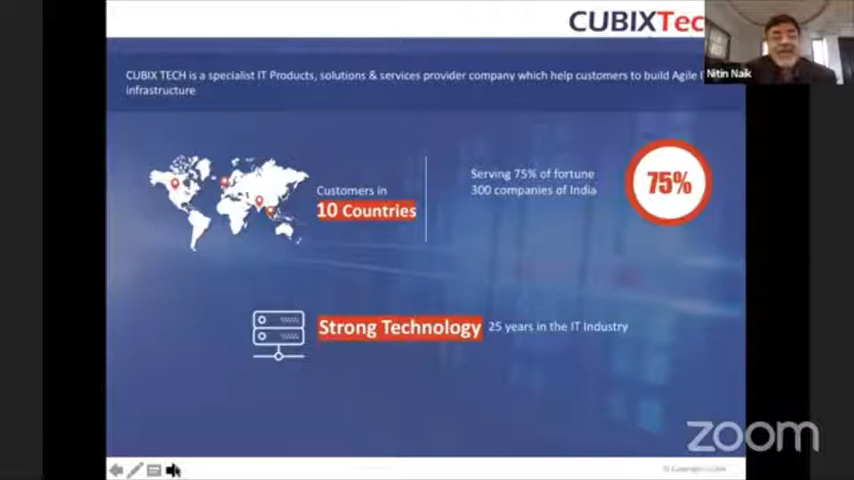 CUBIXTec
Nitin Naik
CUBIX TECH is a specialist IT Products, solutions & services provider company which help customers to build Agile
infrastructure
Customers in
10 Countries
Serving 75% of fortune
300 companies of India
75%
Strong Technology
25 years in the IT Industry
zoom